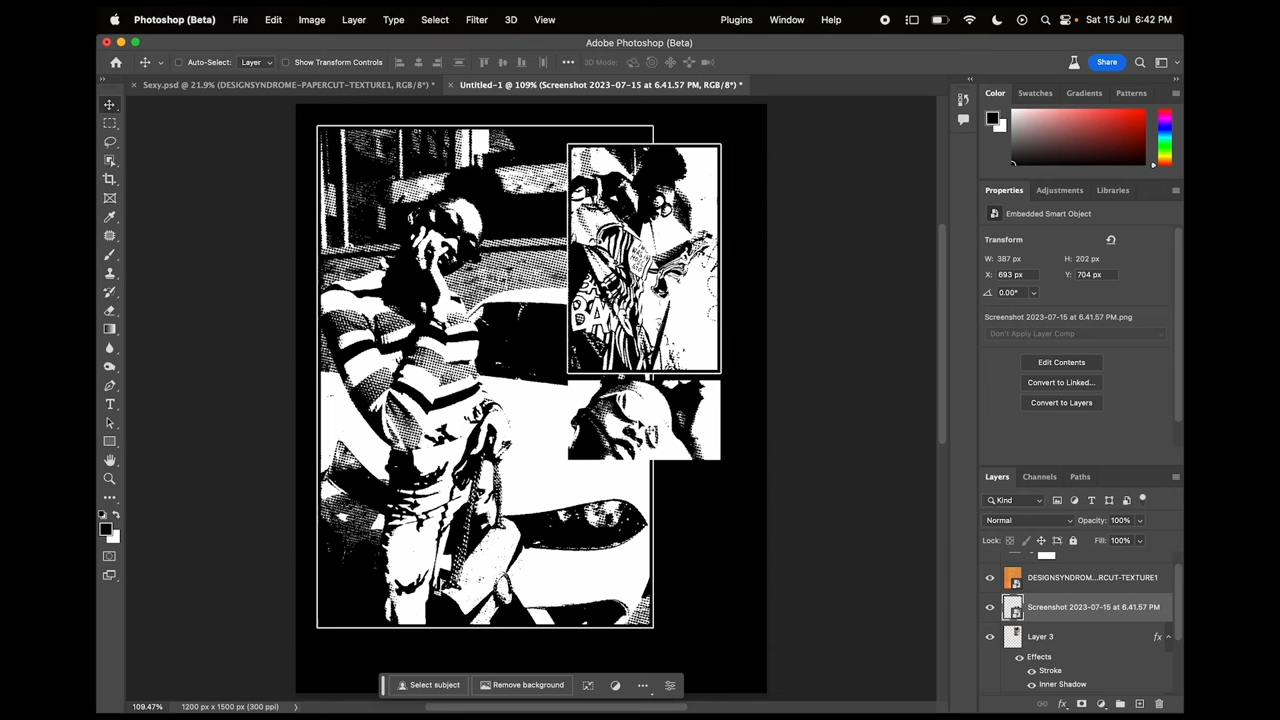 Photoshop (Beta) File Edit Image Layer Type Select Filter 3D View Plugins Window Help Sat 15 Jul 6:42 PM
Adobe Photoshop (Beta)
Auto-Select: Layer Show Transform Controls 3D Mode: Share
Sexy.psd @ 21.9% (DESIGNSYNDROME-PAPERCUT-TEXTURE1, RGB/8*) * Untitled-1 @ 109% (Screenshot 2023-07-15 at 6.41.57 PM, RGB/8*) *
Color Swatches Gradients Patterns
Properties Adjustments Libraries
Embedded Smart Object
Transform
W: 387 px H: 202 px
X: 693 px Y: 704 px
0.00°
Screenshot 2023-07-15 at 6.41.57 PM.png
Don't Apply Layer Comp
Edit Contents
Convert to Linked...
Convert to Layers
Layers Channels Paths
Kind
Normal Opacity: 100%
Lock: Fill: 100%
DESIGNSYNDROM...RCUT-TEXTURE1
Screenshot 2023-07-15 at 6.41.57 PM
Layer 3 fx
Effects
Stroke
Inner Shadow
Select subject Remove background
109.47% 1200 px x 1500 px (300 ppi)